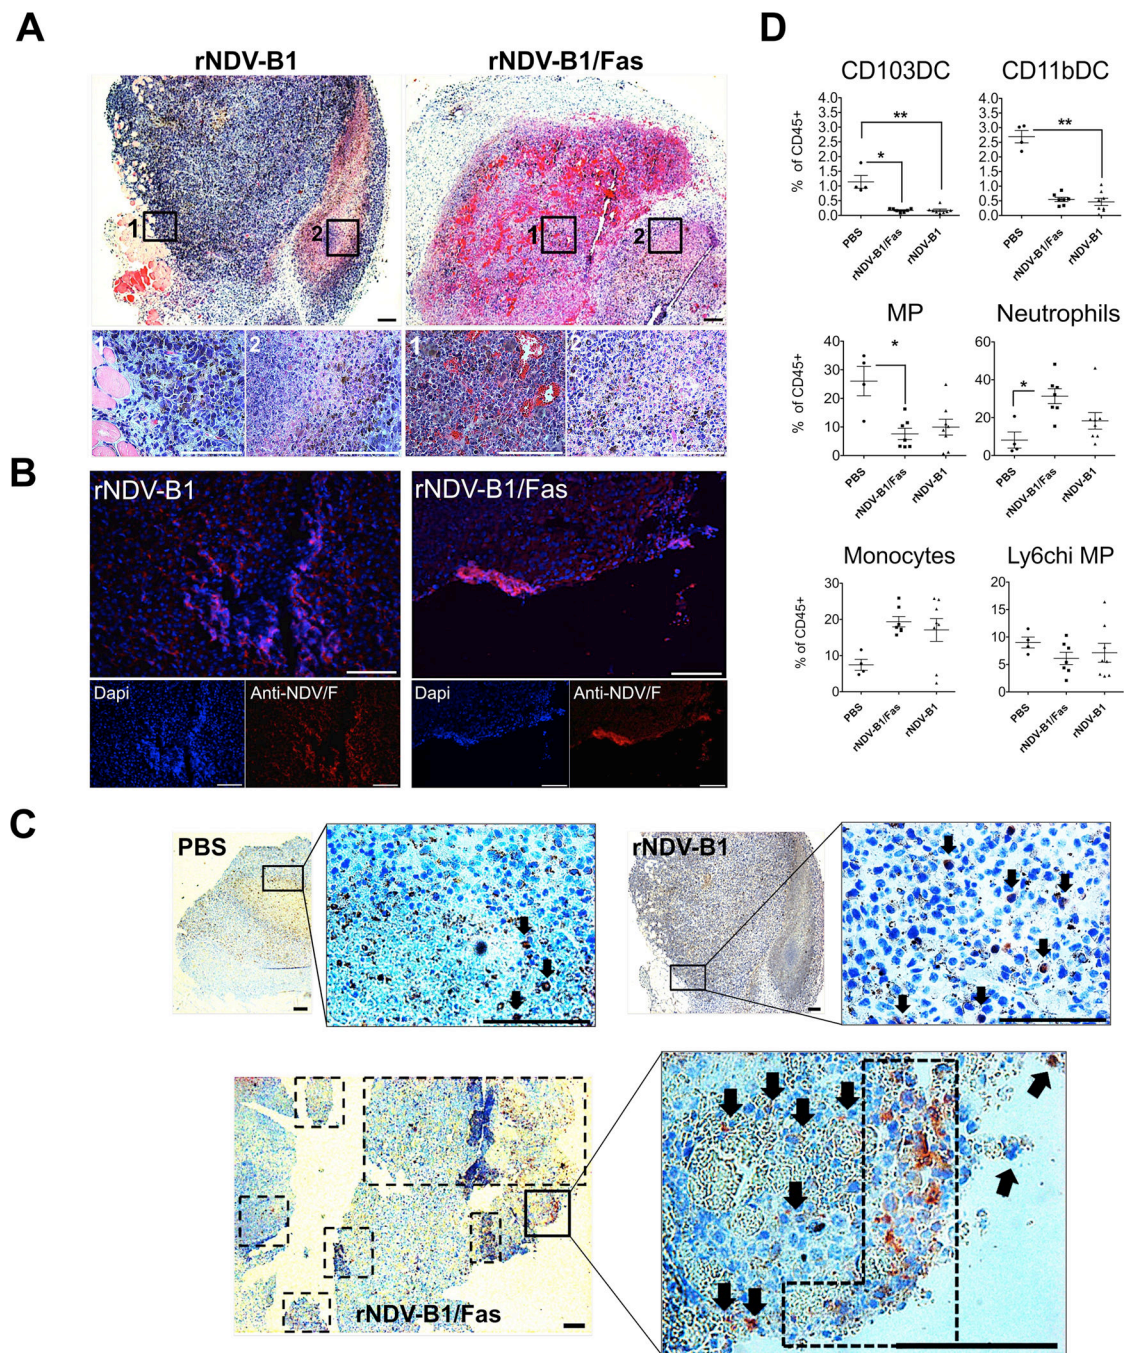 A
rNDV-B1
rNDV-B1/Fas
1
2
1
2
1
2
1
2
B
rNDV-B1
rNDV-B1/Fas
Dapi
Anti-NDV/F
Dapi
Anti-NDV/F
C
PBS
rNDV-B1
rNDV-B1/Fas
D
CD103DC
CD11bDC
% of CD45+
4.0
3.5
3.0
2.5
2.0
1.5
1.0
0.5
0.0
**
*
PBS
rNDV-B1/Fas
rNDV-B1
4.0
3.5
3.0
2.5
2.0
1.5
1.0
0.5
0.0
**
PBS
rNDV-B1/Fas
rNDV-B1
MP
Neutrophils
% of CD45+
40
30
20
10
0
*
PBS
rNDV-B1/Fas
rNDV-B1
60
40
20
0
*
PBS
rNDV-B1/Fas
rNDV-B1
Monocytes
Ly6chi MP
% of CD45+
30
20
10
0
PBS
rNDV-B1/Fas
rNDV-B1
20
15
10
5
0
PBS
rNDV-B1/Fas
rNDV-B1